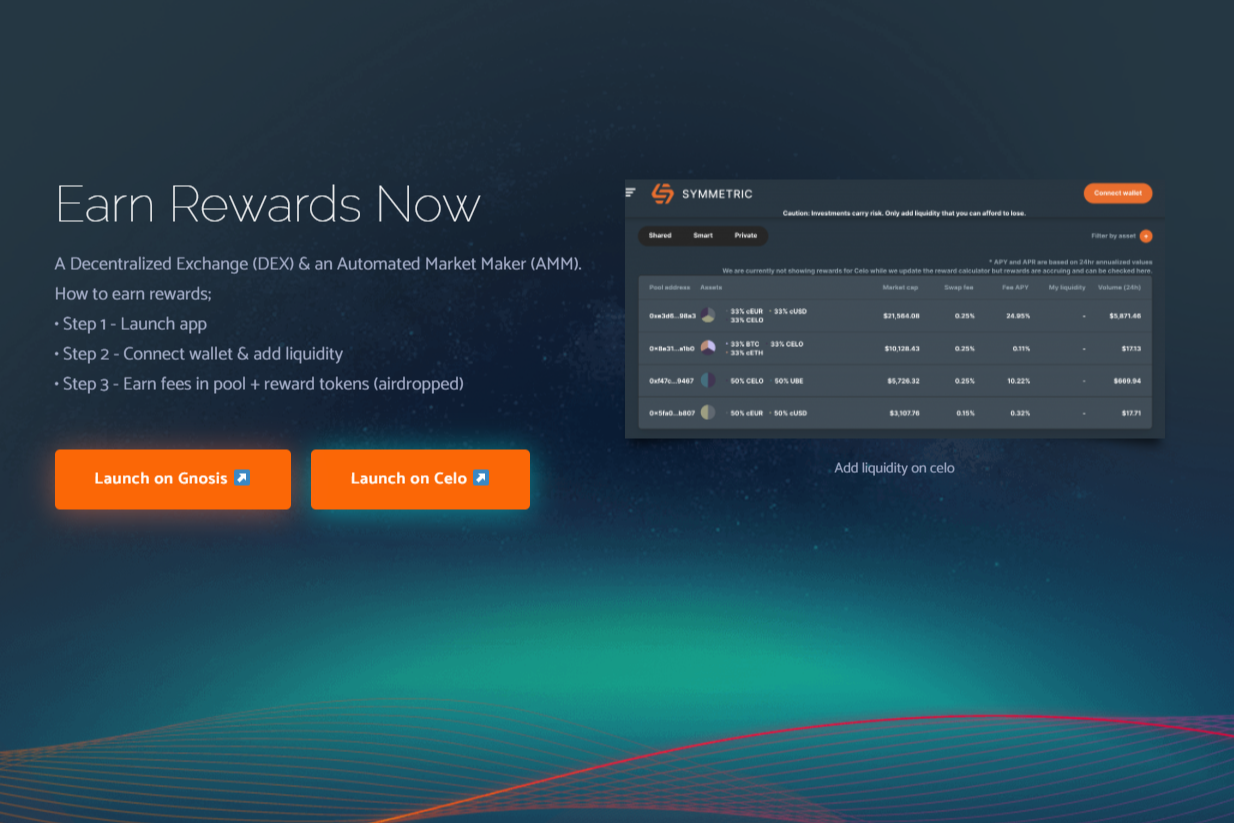 Earn Rewards Now
A Decentralized Exchange (DEX) & an Automated Market Maker (AMM).
How to earn rewards;
• Step 1 - Launch app
• Step 2 - Connect wallet & add liquidity
• Step 3 - Earn fees in pool + reward tokens (airdropped)
Launch on Gnosis ↗
Launch on Celo ↗
SYMMETRIC
Connect wallet
Caution: Investments carry risk. Only add liquidity that you can afford to lose.
Shared Smart Private
Filter by asset +
* APY and APR are based on 24hr annualized values
We are currently not showing rewards for Celo while we update the reward calculator but rewards are accruing and can be checked here.
Pool address Assets Market cap Swap fee Fee APY My liquidity Volume (24h)
0xe3d6...98e3 33% cEUR 33% cUSD 33% CELO $21,564.08 0.25% 24.95% - $5,871.46
33% BTC 33% CELO 33% cETH $10,128.43 0.25% 0.11% - $17.13
0xf47c...9467 50% CELO 50% UBE $5,726.32 0.25% 10.22% - $669.94
0x5fa0...b807 50% cEUR 50% cUSD $3,107.76 0.15% 0.32% - $17.71
Add liquidity on celo